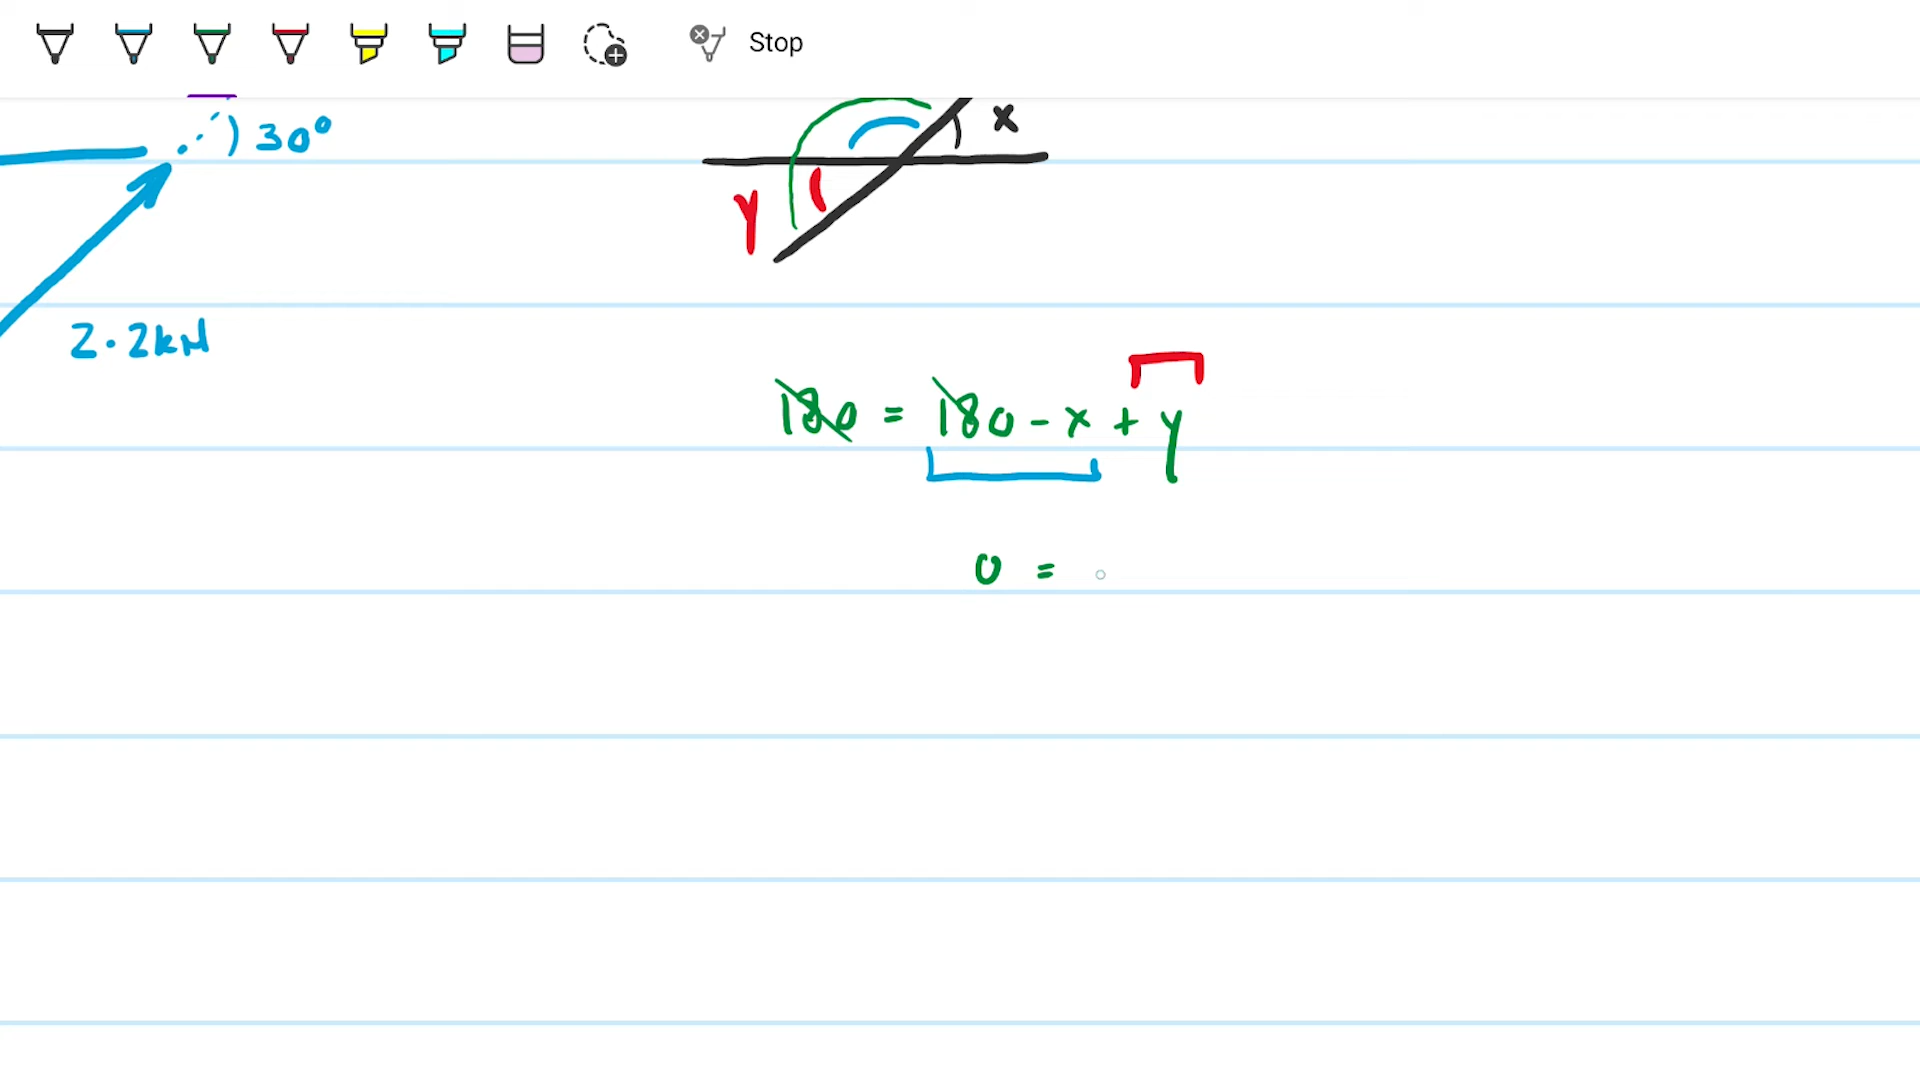 Stop
30°
x
y
2.2kN
180 = 180 - x + y
0 =